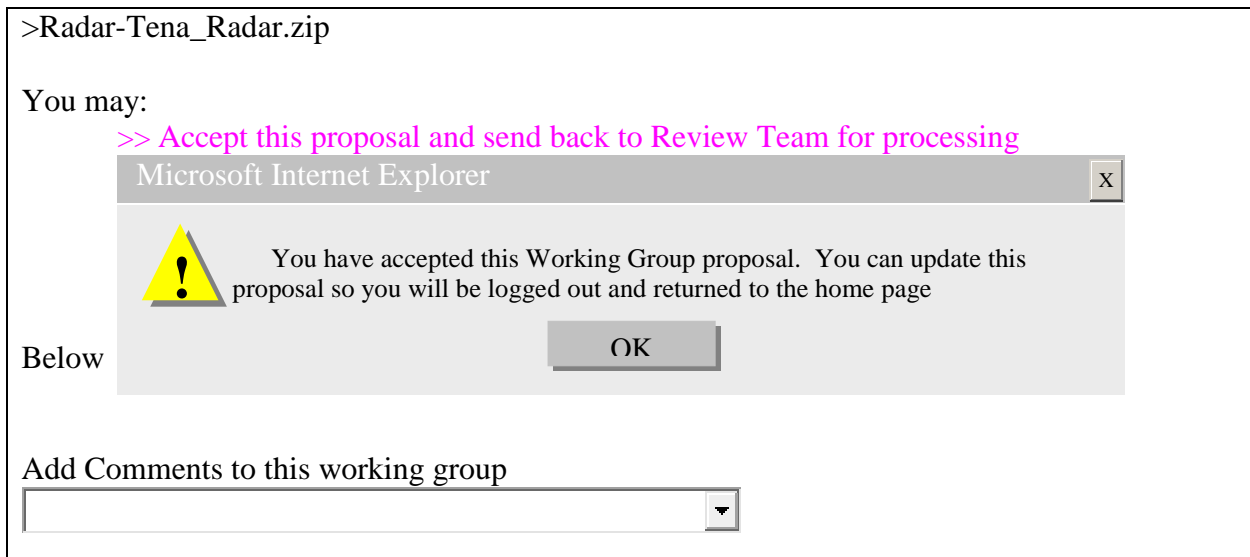 >Radar-Tena_Radar.zip
You may:
>> Accept this proposal and send back to Review Team for processing
Microsoft Internet Explorer
X
!
You have accepted this Working Group proposal. You can update this
proposal so you will be logged out and returned to the home page
OK
Below
Add Comments to this working group